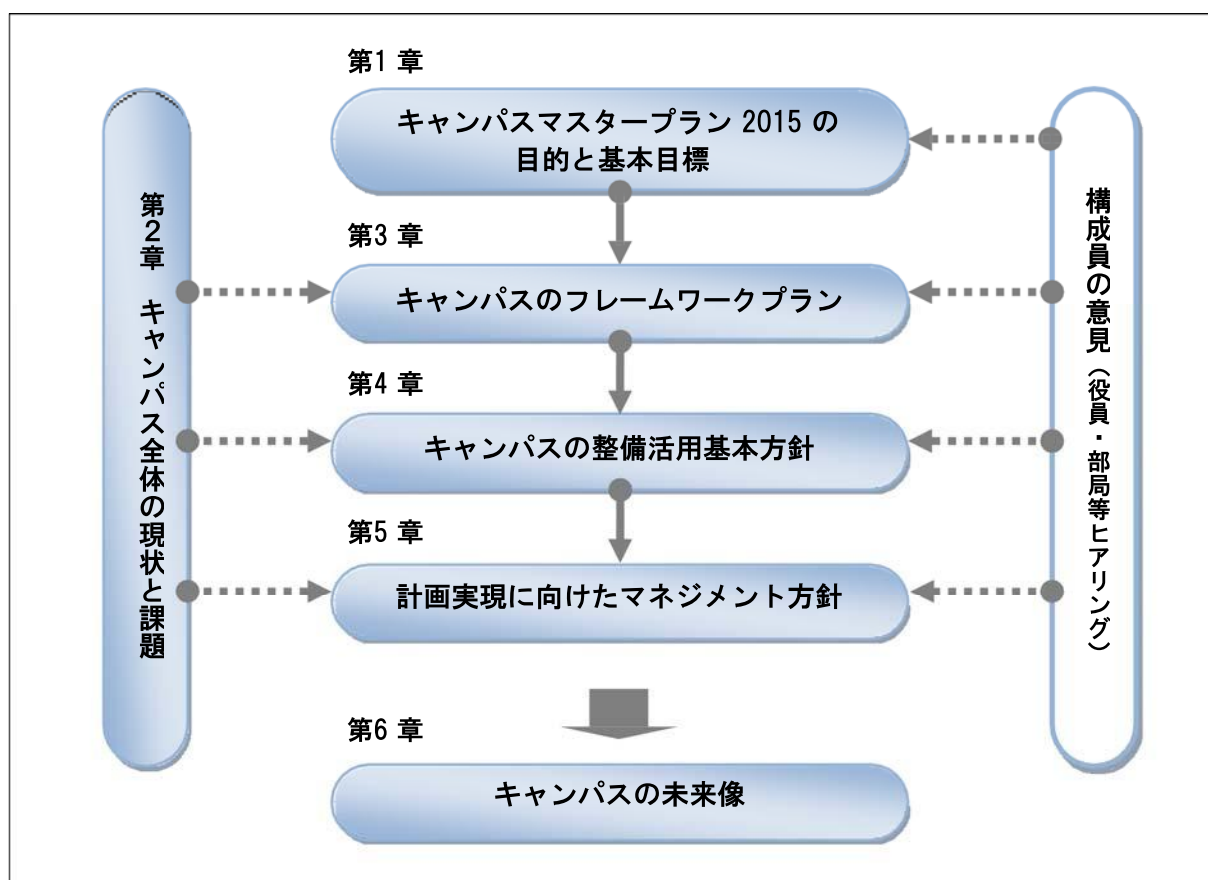 第1 章
キャンパスマスタープラン 2015 の
目的と基本目標
第2章　キャンパス全体の現状と課題
構成員の意見（役員・部局等ヒアリング）
第3 章
キャンパスのフレームワークプラン
第4 章
キャンパスの整備活用基本方針
第5 章
計画実現に向けたマネジメント方針
第6 章
キャンパスの未来像